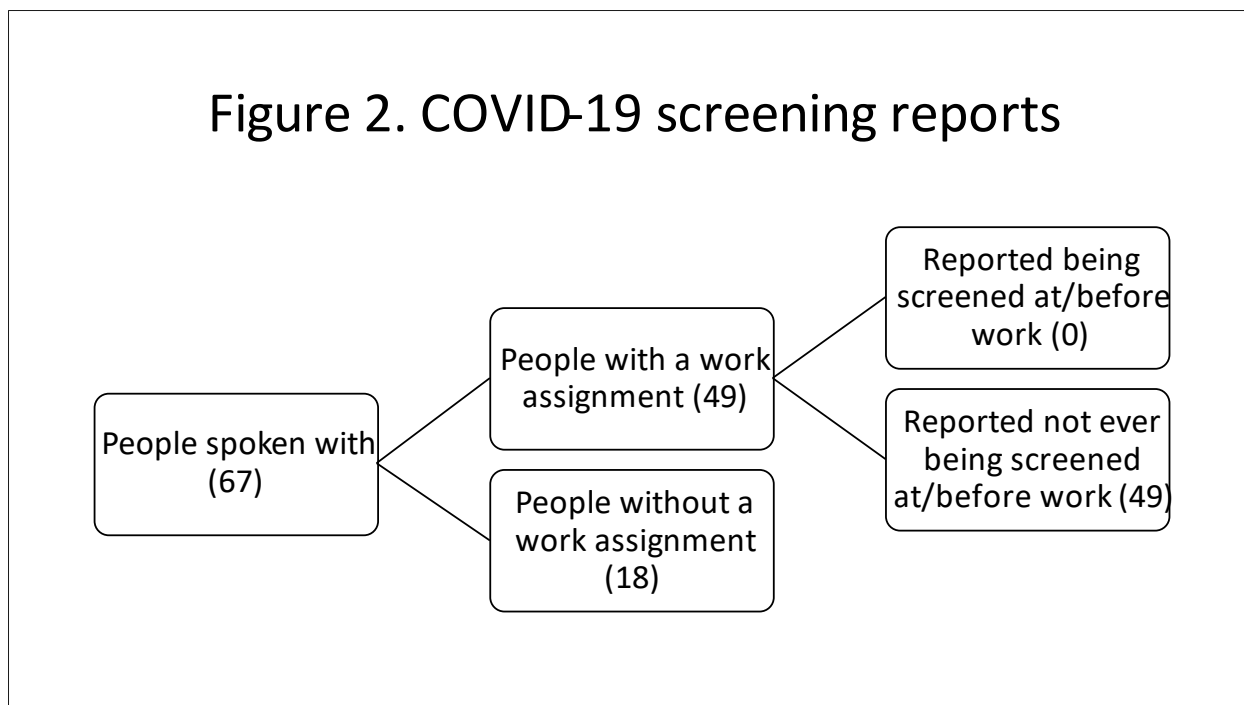 Figure 2. COVID-19 screening reports
People spoken with
(67)
People with a work
assignment (49)
People without a
work assignment
(18)
Reported being
screened at/before
work (0)
Reported not ever
being screened
at/before work (49)